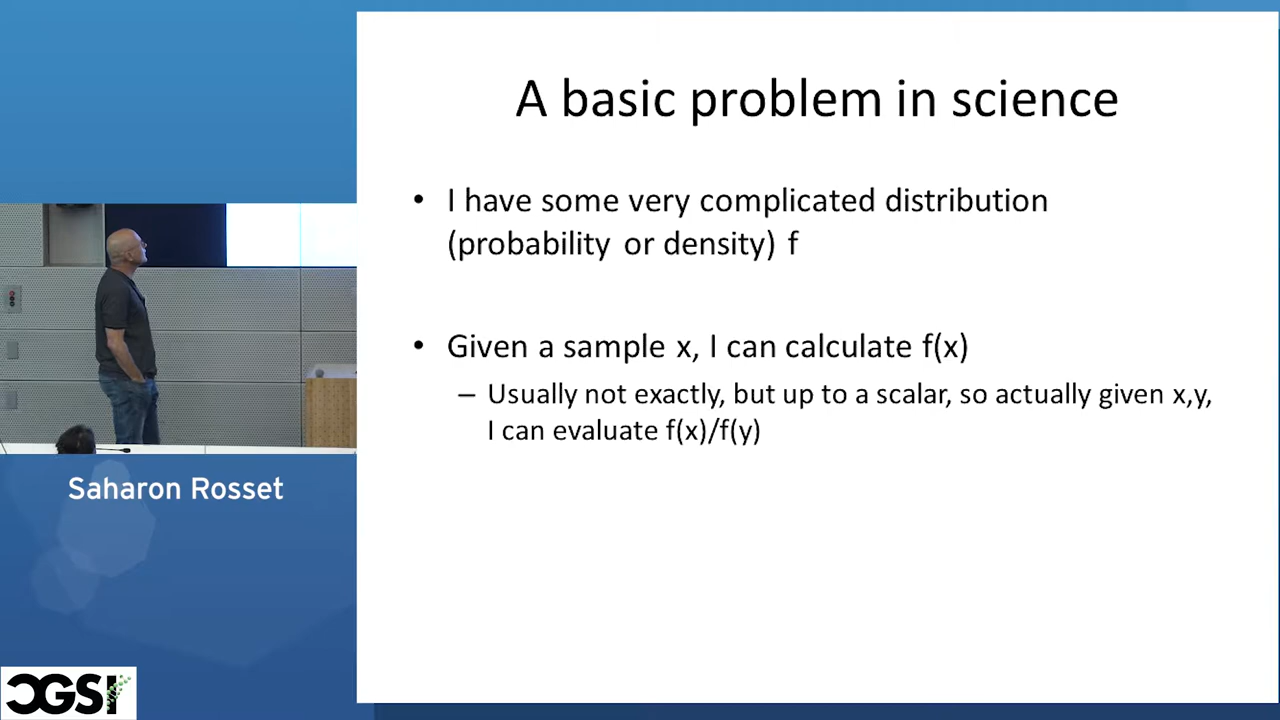 A basic problem in science
• I have some very complicated distribution
(probability or density) f
• Given a sample x, I can calculate f(x)
– Usually not exactly, but up to a scalar, so actually given x,y,
I can evaluate f(x)/f(y)
Saharon Rosset
CGSI